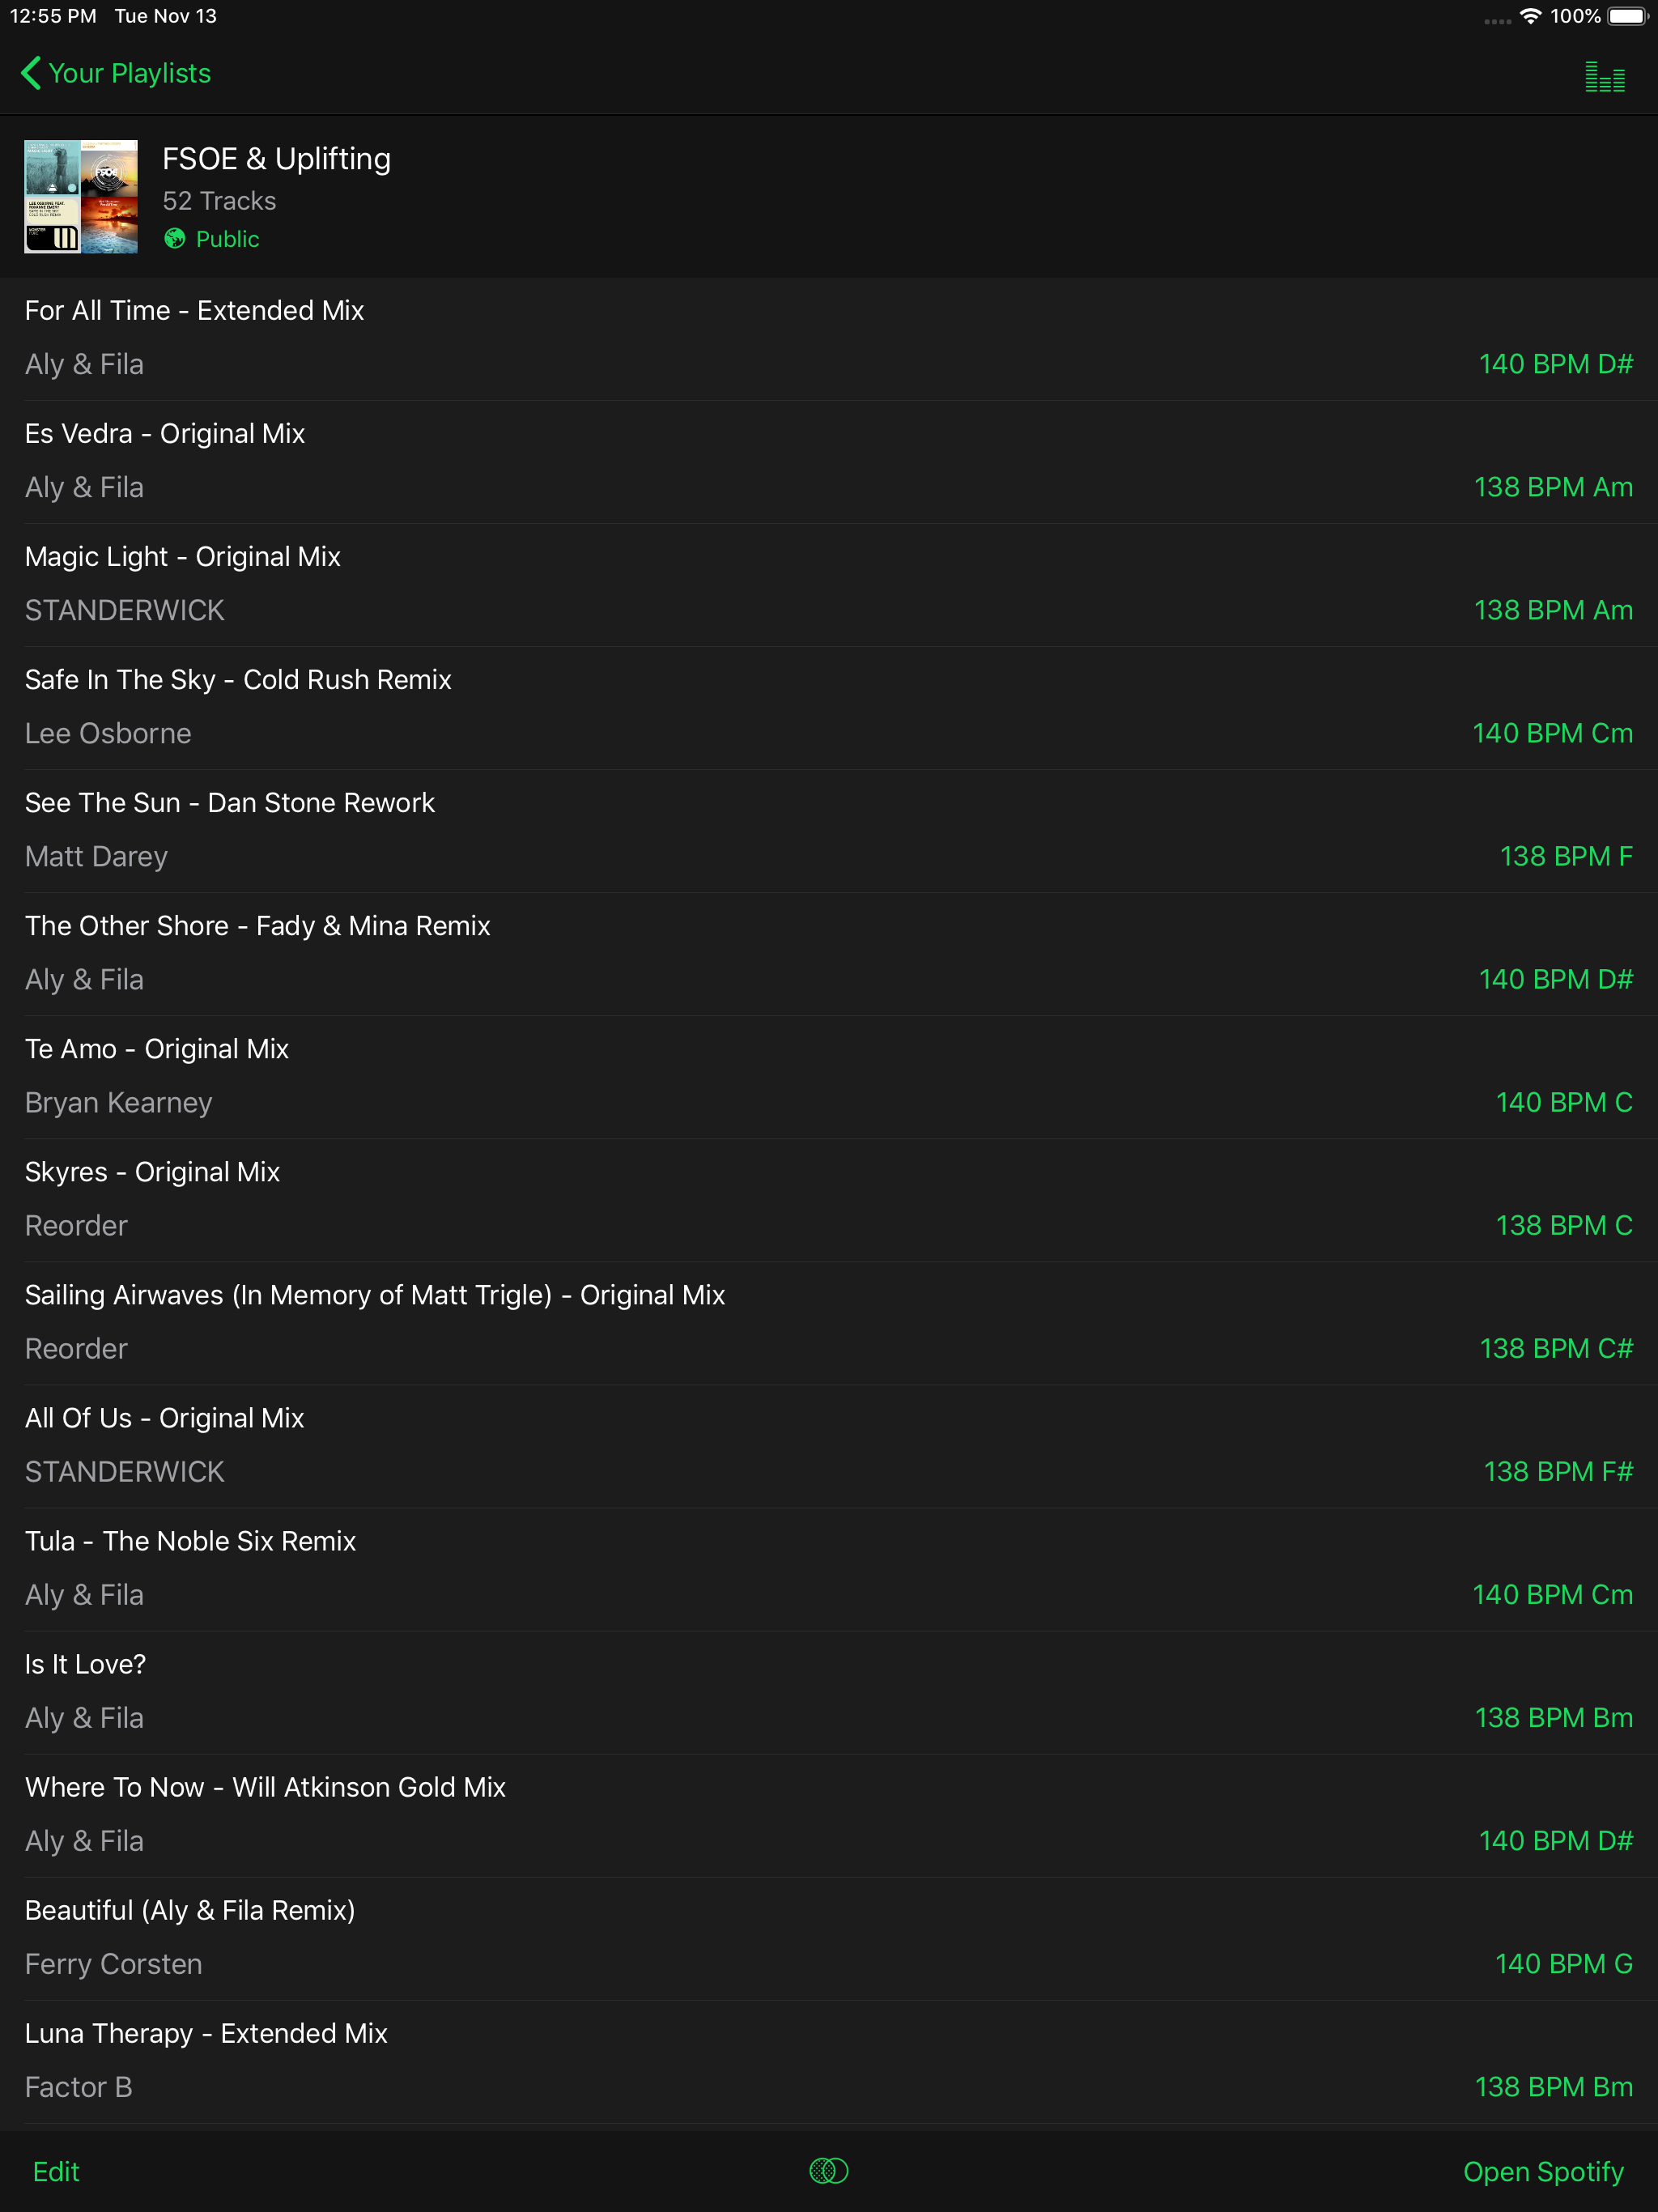 12:55 PM Tue Nov 13 100%
Your Playlists
FSOE & Uplifting
52 Tracks
Public
For All Time - Extended Mix
Aly & Fila 140 BPM D#
Es Vedra - Original Mix
Aly & Fila 138 BPM Am
Magic Light - Original Mix
STANDERWICK 138 BPM Am
Safe In The Sky - Cold Rush Remix
Lee Osborne 140 BPM Cm
See The Sun - Dan Stone Rework
Matt Darey 138 BPM F
The Other Shore - Fady & Mina Remix
Aly & Fila 140 BPM D#
Te Amo - Original Mix
Bryan Kearney 140 BPM C
Skyres - Original Mix
Reorder 138 BPM C
Sailing Airwaves (In Memory of Matt Trigle) - Original Mix
Reorder 138 BPM C#
All Of Us - Original Mix
STANDERWICK 138 BPM F#
Tula - The Noble Six Remix
Aly & Fila 140 BPM Cm
Is It Love?
Aly & Fila 138 BPM Bm
Where To Now - Will Atkinson Gold Mix
Aly & Fila 140 BPM D#
Beautiful (Aly & Fila Remix)
Ferry Corsten 140 BPM G
Luna Therapy - Extended Mix
Factor B 138 BPM Bm
Edit Open Spotify